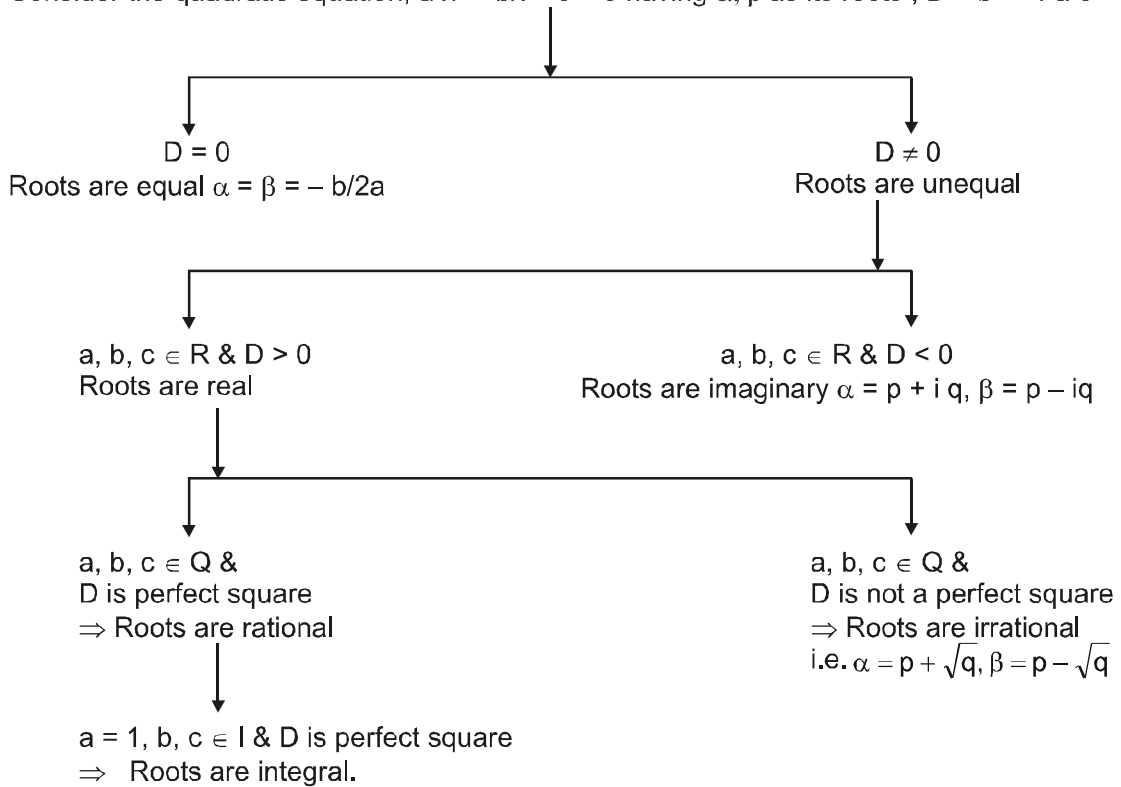 D = 0
Roots are equal α = β = – b/2a
D ≠ 0
Roots are unequal
a, b, c ∈ R & D > 0
Roots are real
a, b, c ∈ R & D < 0
Roots are imaginary α = p + i q, β = p – iq
a, b, c ∈ Q &
D is perfect square
⇒ Roots are rational
a, b, c ∈ Q &
D is not a perfect square
⇒ Roots are irrational
i.e. α = p + √q, β = p – √q
a = 1, b, c ∈ I & D is perfect square
⇒ Roots are integral.